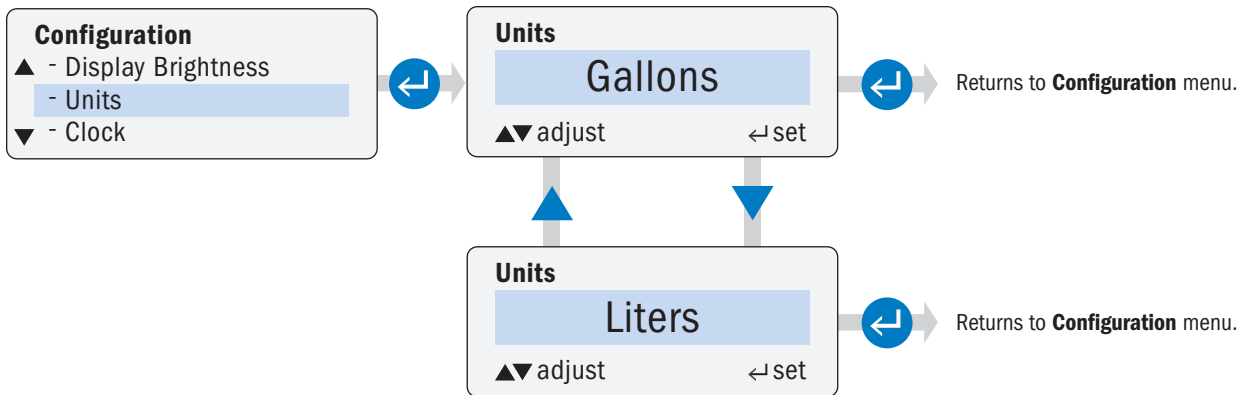 Configuration
▲ - Display Brightness
- Units
▼ - Clock
Units
Gallons
▲▼ adjust ↵ set
Returns to Configuration menu.
Units
Liters
▲▼ adjust ↵ set
Returns to Configuration menu.